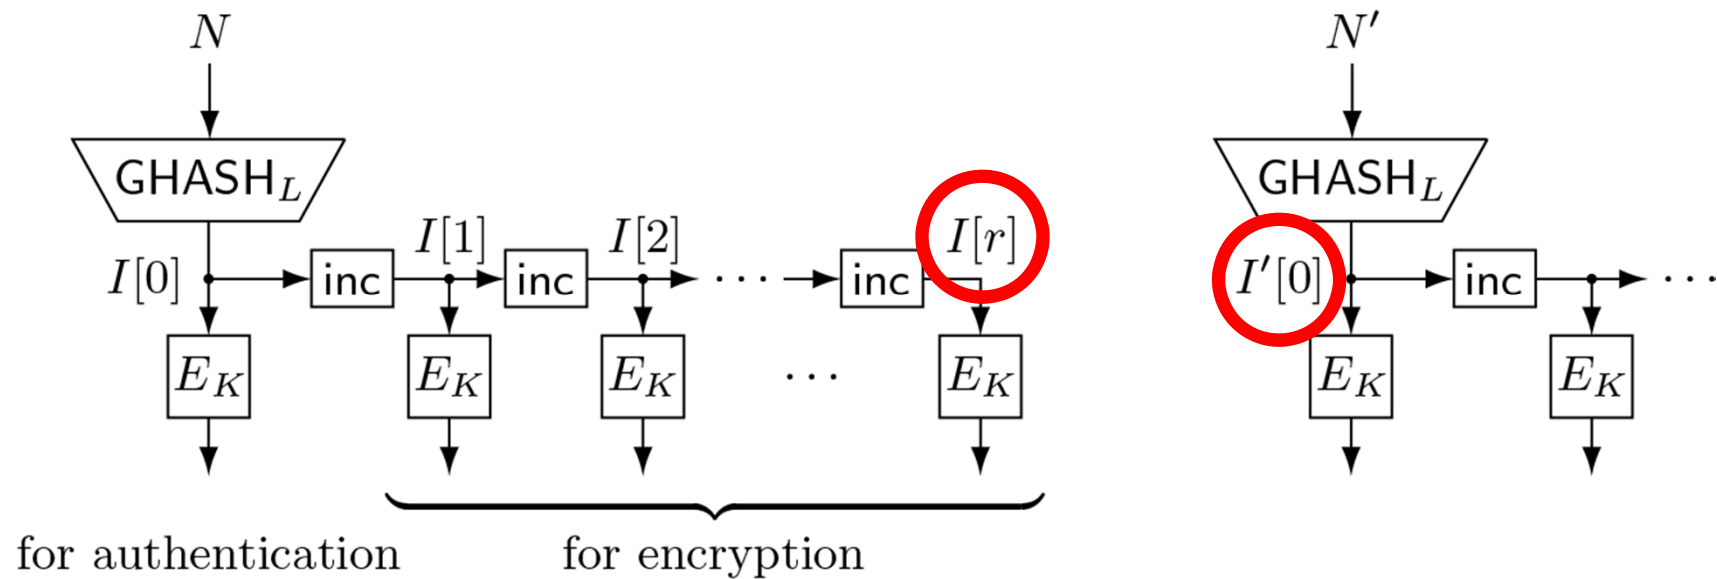 N N′
GHASH_L GHASH_L
I[0] inc I[1] inc I[2] ··· inc I[r] I′[0] inc ···
E_K E_K E_K ··· E_K E_K E_K
for authentication for encryption